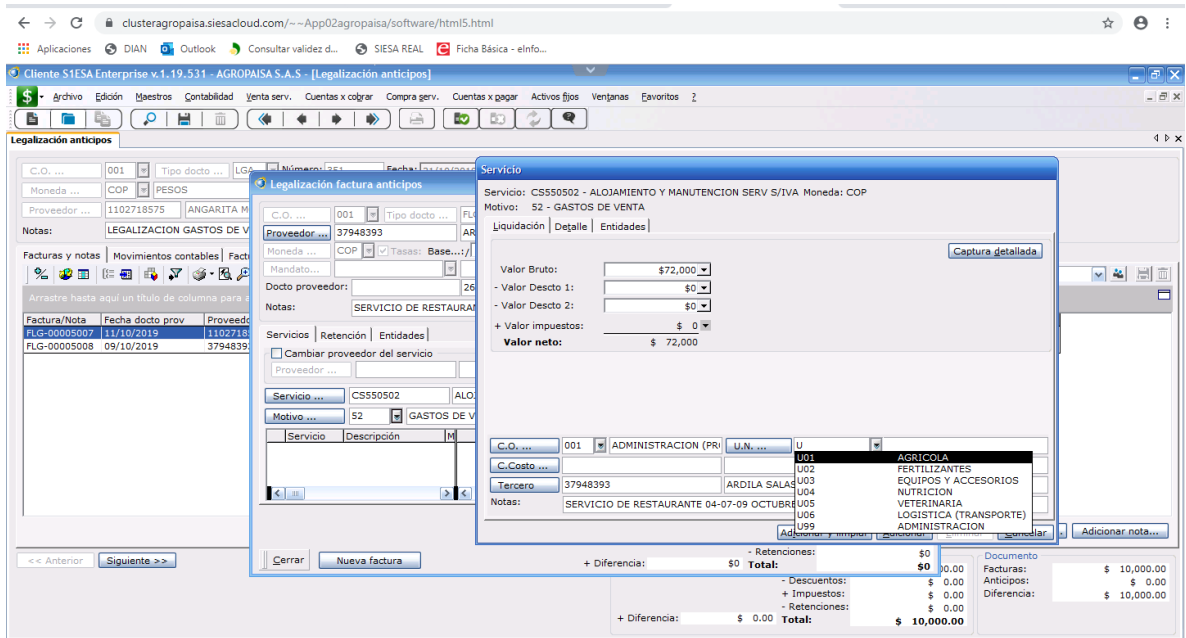 clusteragropaisa.siesacloud.com/~~App02agropaisa/software/html5.html
Aplicaciones DIAN Outlook Consultar validez d... SIESA REAL Ficha Básica - eInfo...
Cliente S1ESA Enterprise v.1.19.531 - AGROPAISA S.A.S - [Legalización anticipos]
Archivo Edición Maestros Contabilidad Venta serv. Cuentas x cobrar Compra serv. Cuentas x pagar Activos fijos Ventanas Favoritos ?
Legalización anticipos
C.O. ... 001 Tipo docto ... LGA Número: 351 Fecha:
Moneda ... COP PESOS
Proveedor ... 1102718575 ANGARITA M
Notas: LEGALIZACION GASTOS DE V
Facturas y notas Movimientos contables Factu
Arrastre hasta aquí un título de columna para a
Factura/Nota Fecha docto prov Proveedo
FLG-00005007 11/10/2019 11027185
FLG-00005008 09/10/2019 3794839
<< Anterior Siguiente >>
Legalización factura anticipos
C.O. ... 001 Tipo docto ... FL
Proveedor ... 37948393 AR
Moneda ... COP Tasas: Base...:/
Mandato...
Docto proveedor: 26
Notas: SERVICIO DE RESTAURAN
Servicios Retención Entidades
Cambiar proveedor del servicio
Proveedor ...
Servicio ... CS550502 ALO
Motivo ... 52 GASTOS DE V
Servicio Descripción M
Cerrar Nueva factura
+ Diferencia: $0
- Retenciones: $0
Total: $0
Servicio
Servicio: CS550502 - ALOJAMIENTO Y MANUTENCION SERV S/IVA Moneda: COP
Motivo: 52 - GASTOS DE VENTA
Liquidación Detalle Entidades
Captura detallada
Valor Bruto: $72,000
- Valor Descto 1: $0
- Valor Descto 2: $0
+ Valor impuestos: $ 0
Valor neto: $ 72,000
C.O. ... 001 ADMINISTRACION (PR U.N. ... U
C.Costo ...
Tercero 37948393 ARDILA SALAS
Notas: SERVICIO DE RESTAURANTE 04-07-09 OCTUBRE
U01 AGRICOLA
U02 FERTILIZANTES
U03 EQUIPOS Y ACCESORIOS
U04 NUTRICION
U05 VETERINARIA
U06 LOGISTICA (TRANSPORTE)
U99 ADMINISTRACION
Adicionar y limpiar Adicionar Eliminar Cancelar
Adicionar nota...
- Descuentos: $ 0.00
+ Impuestos: $ 0.00
- Retenciones: $ 0.00
+ Diferencia: $ 0.00 Total: $ 10,000.00
Documento
Facturas: $ 10,000.00
Anticipos: $ 0.00
Diferencia: $ 10,000.00